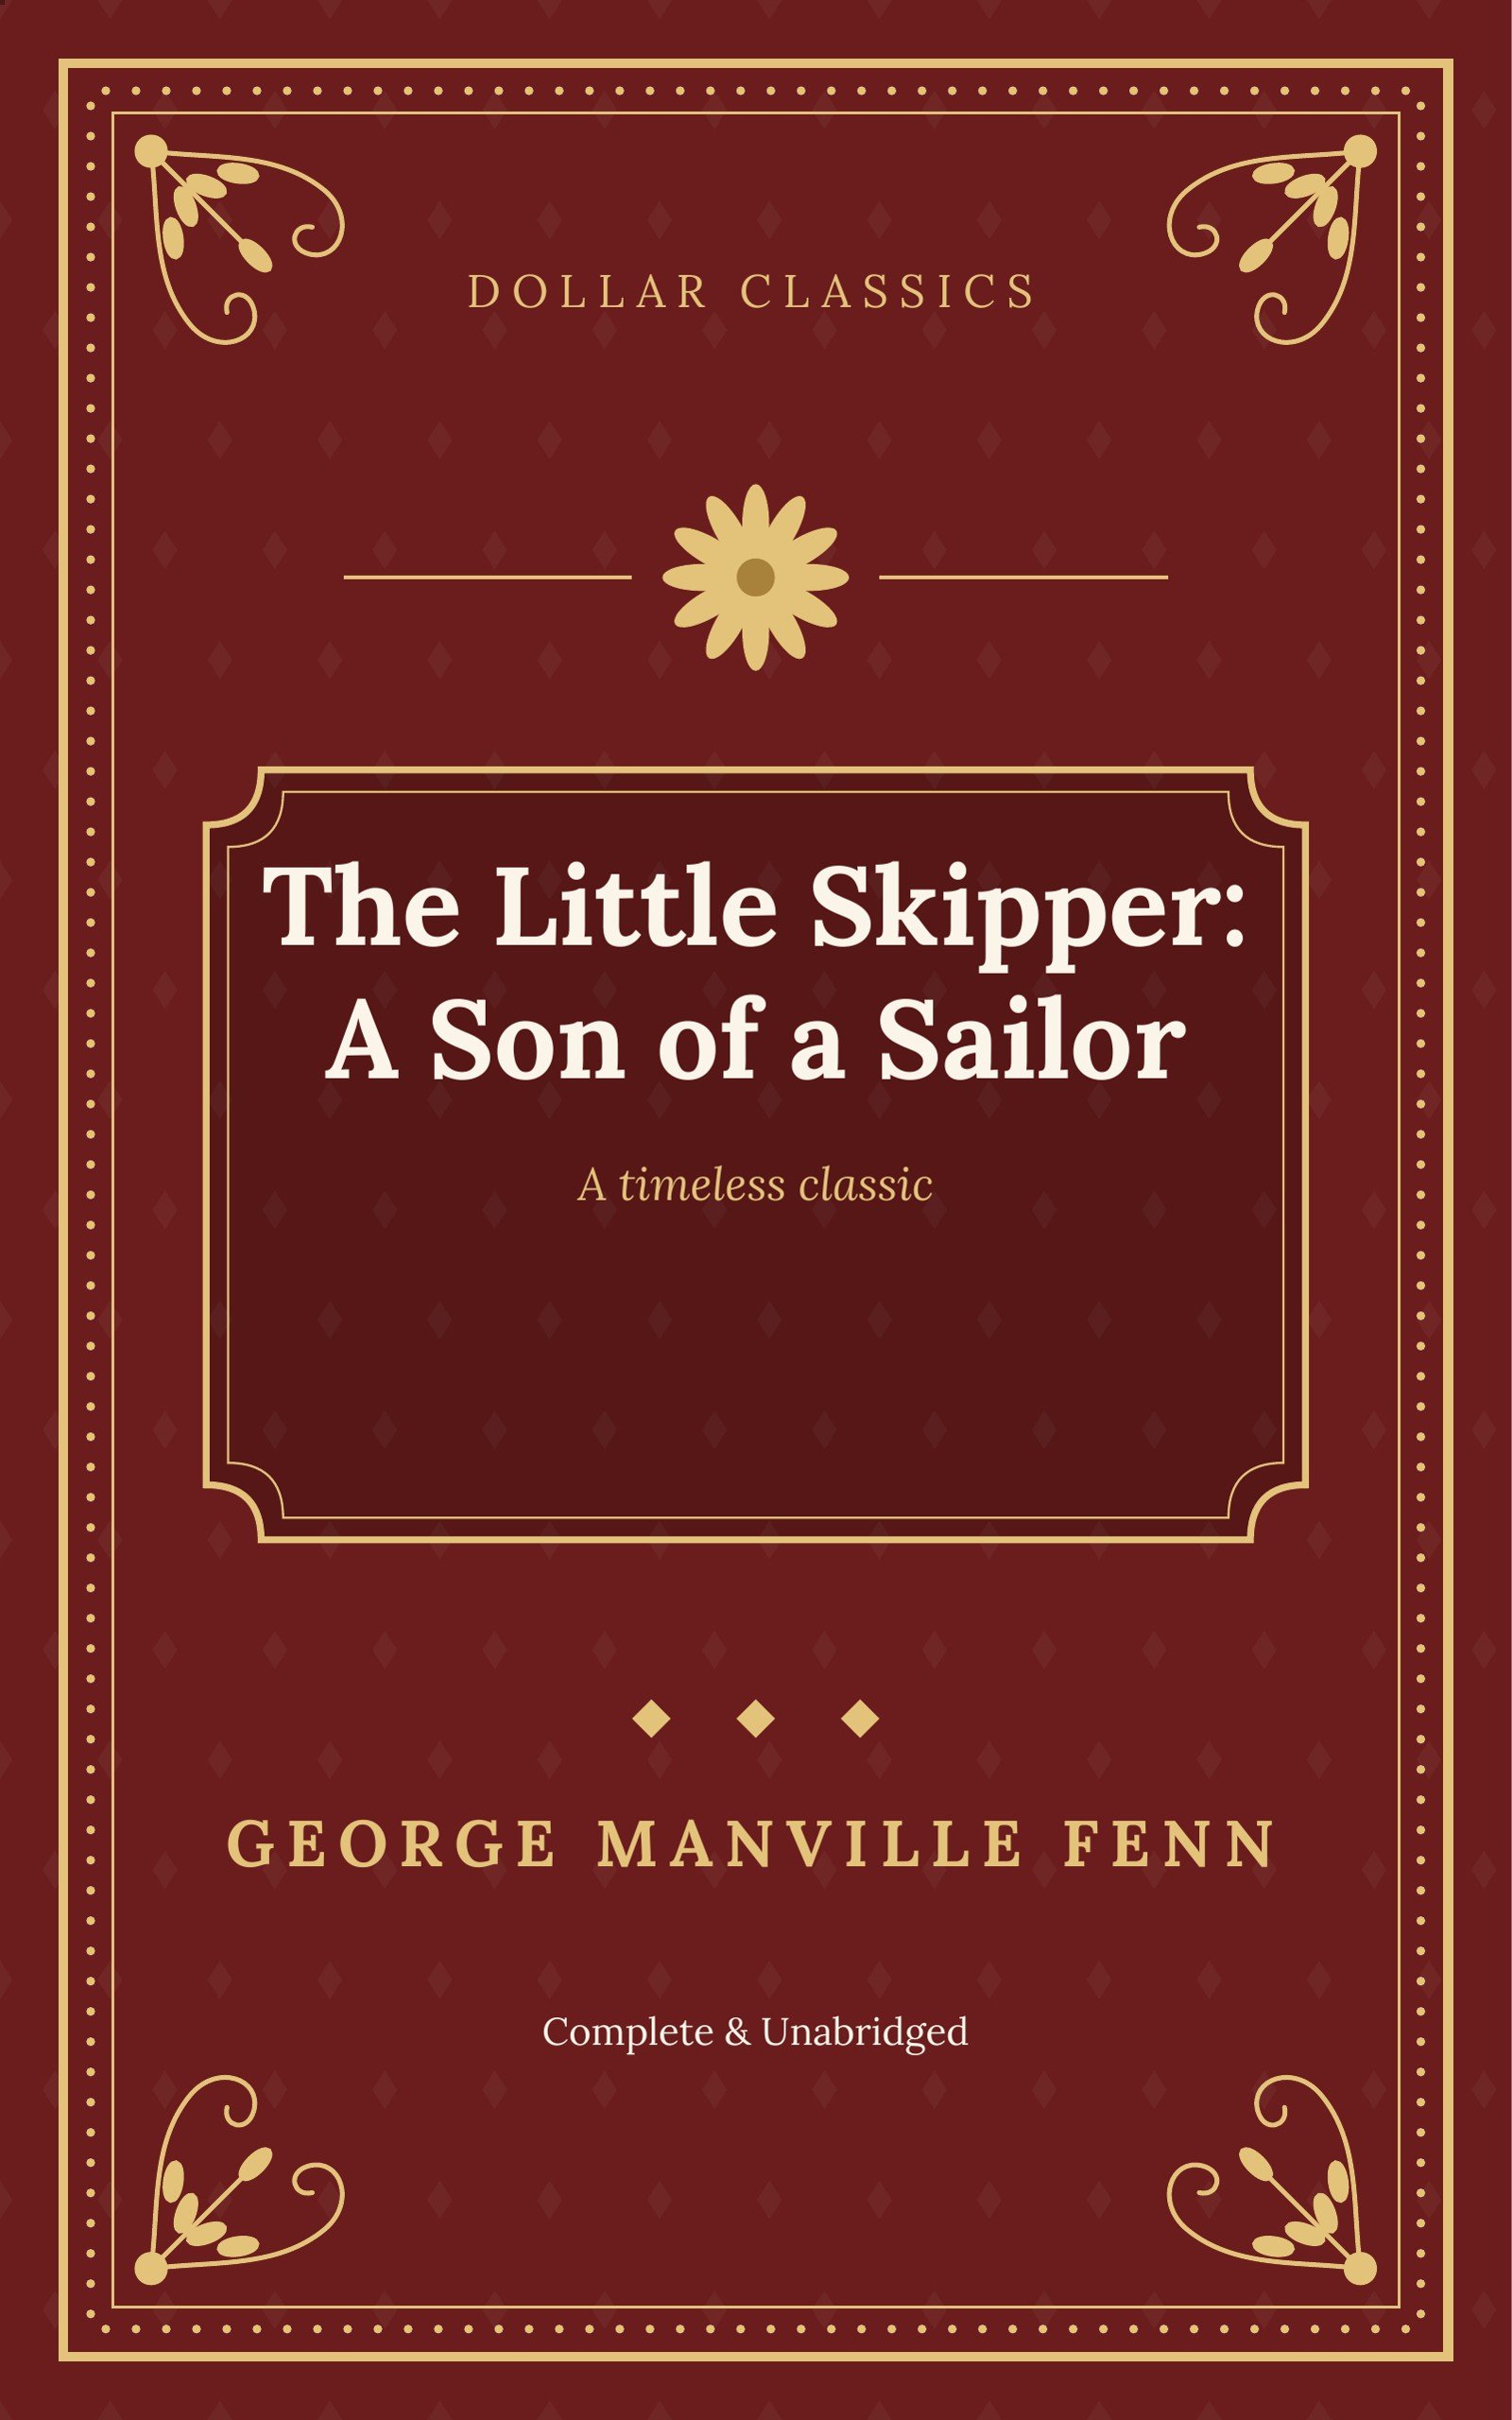 DOLLAR CLASSICS
The Little Skipper:
A Son of a Sailor
A timeless classic
GEORGE MANVILLE FENN
Complete & Unabridged